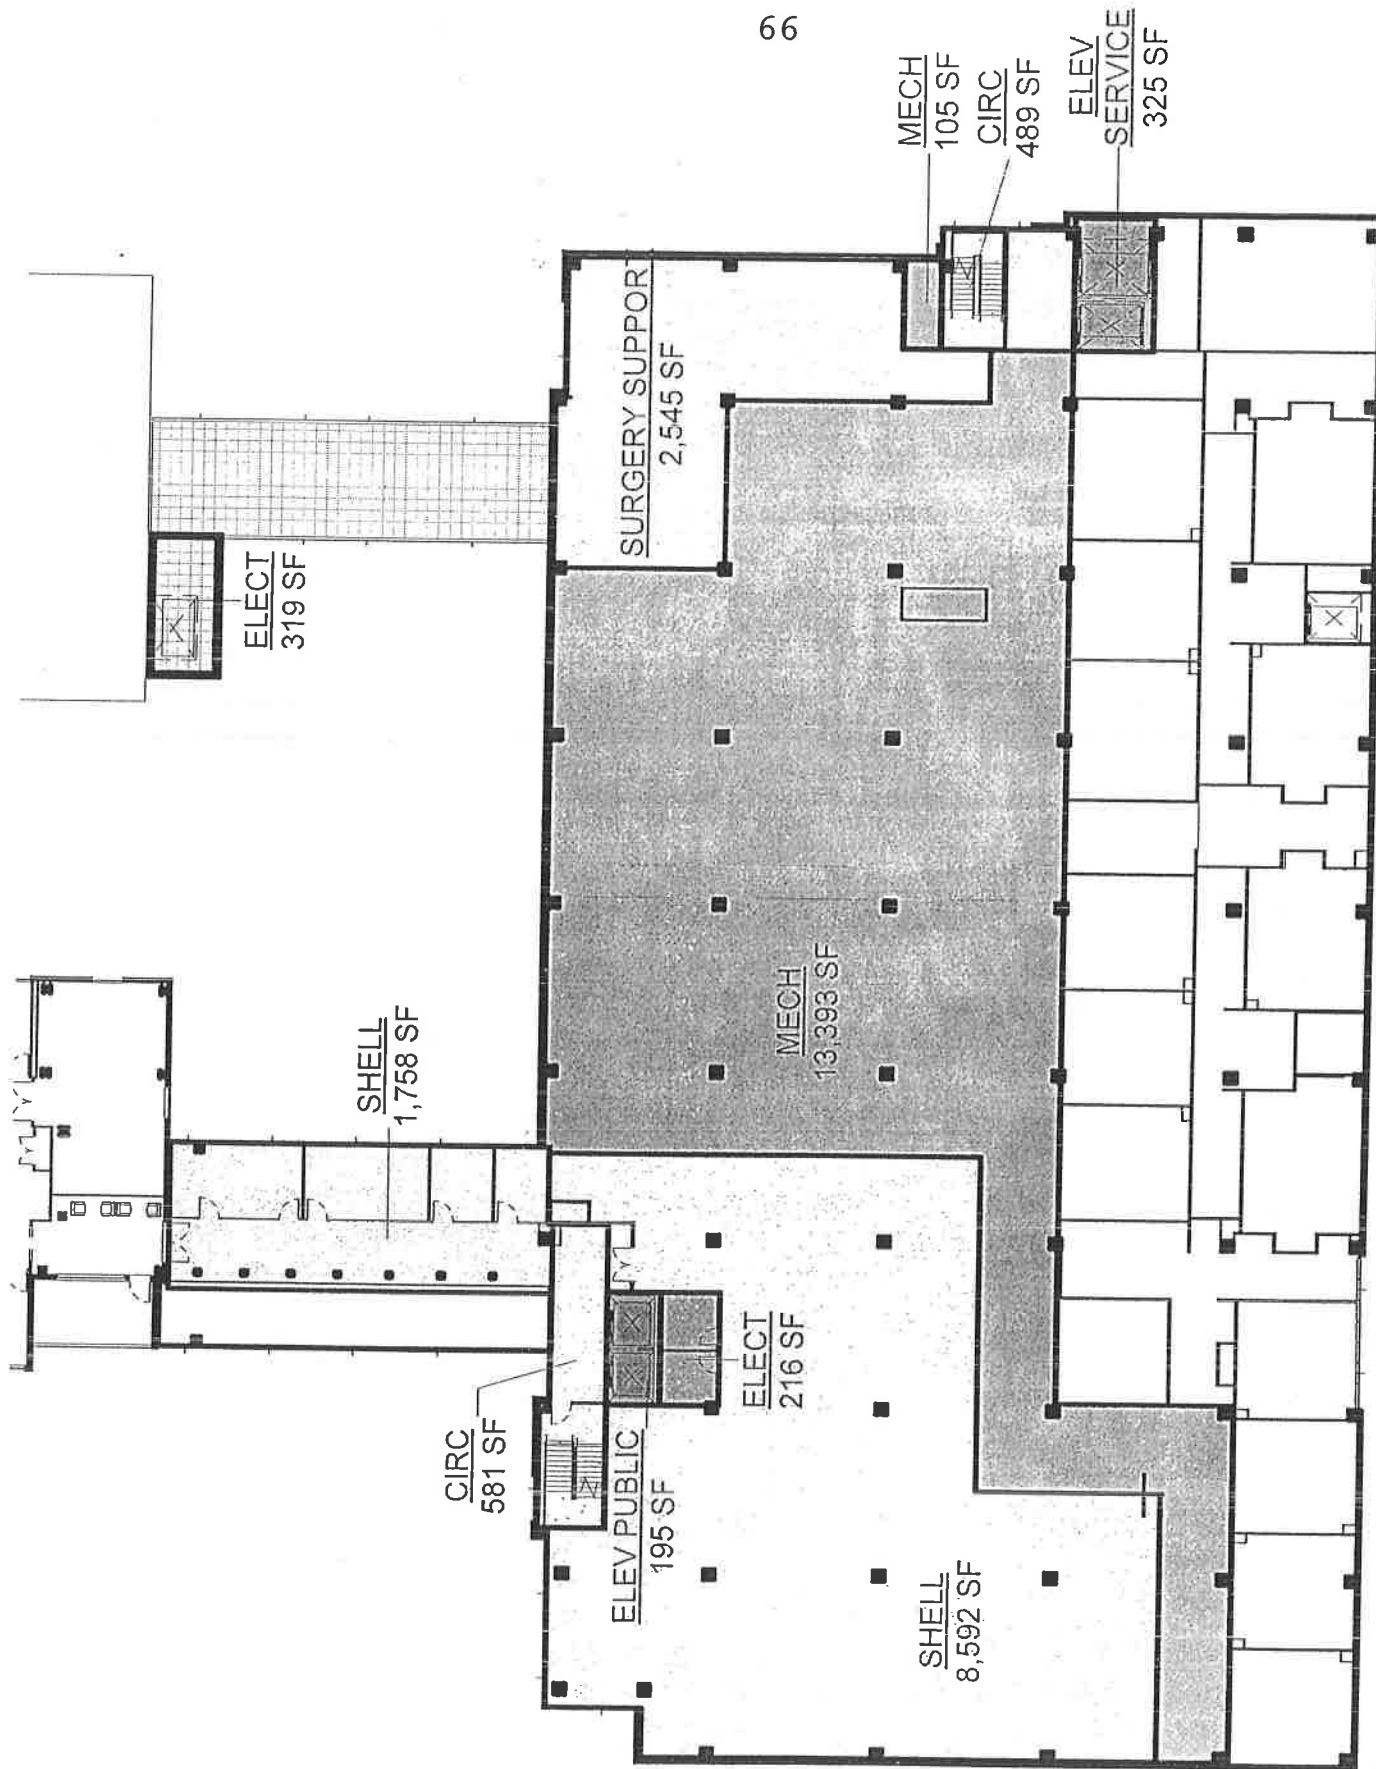 66
MECH
105 SF
CIRC
489 SF
ELEV
SERVICE
325 SF
SURGERY SUPPORT
2,545 SF
ELECT
319 SF
MECH
13,393 SF
SHELL
1,758 SF
CIRC
581 SF
ELEV PUBLIC
195 SF
ELECT
216 SF
SHELL
8,592 SF